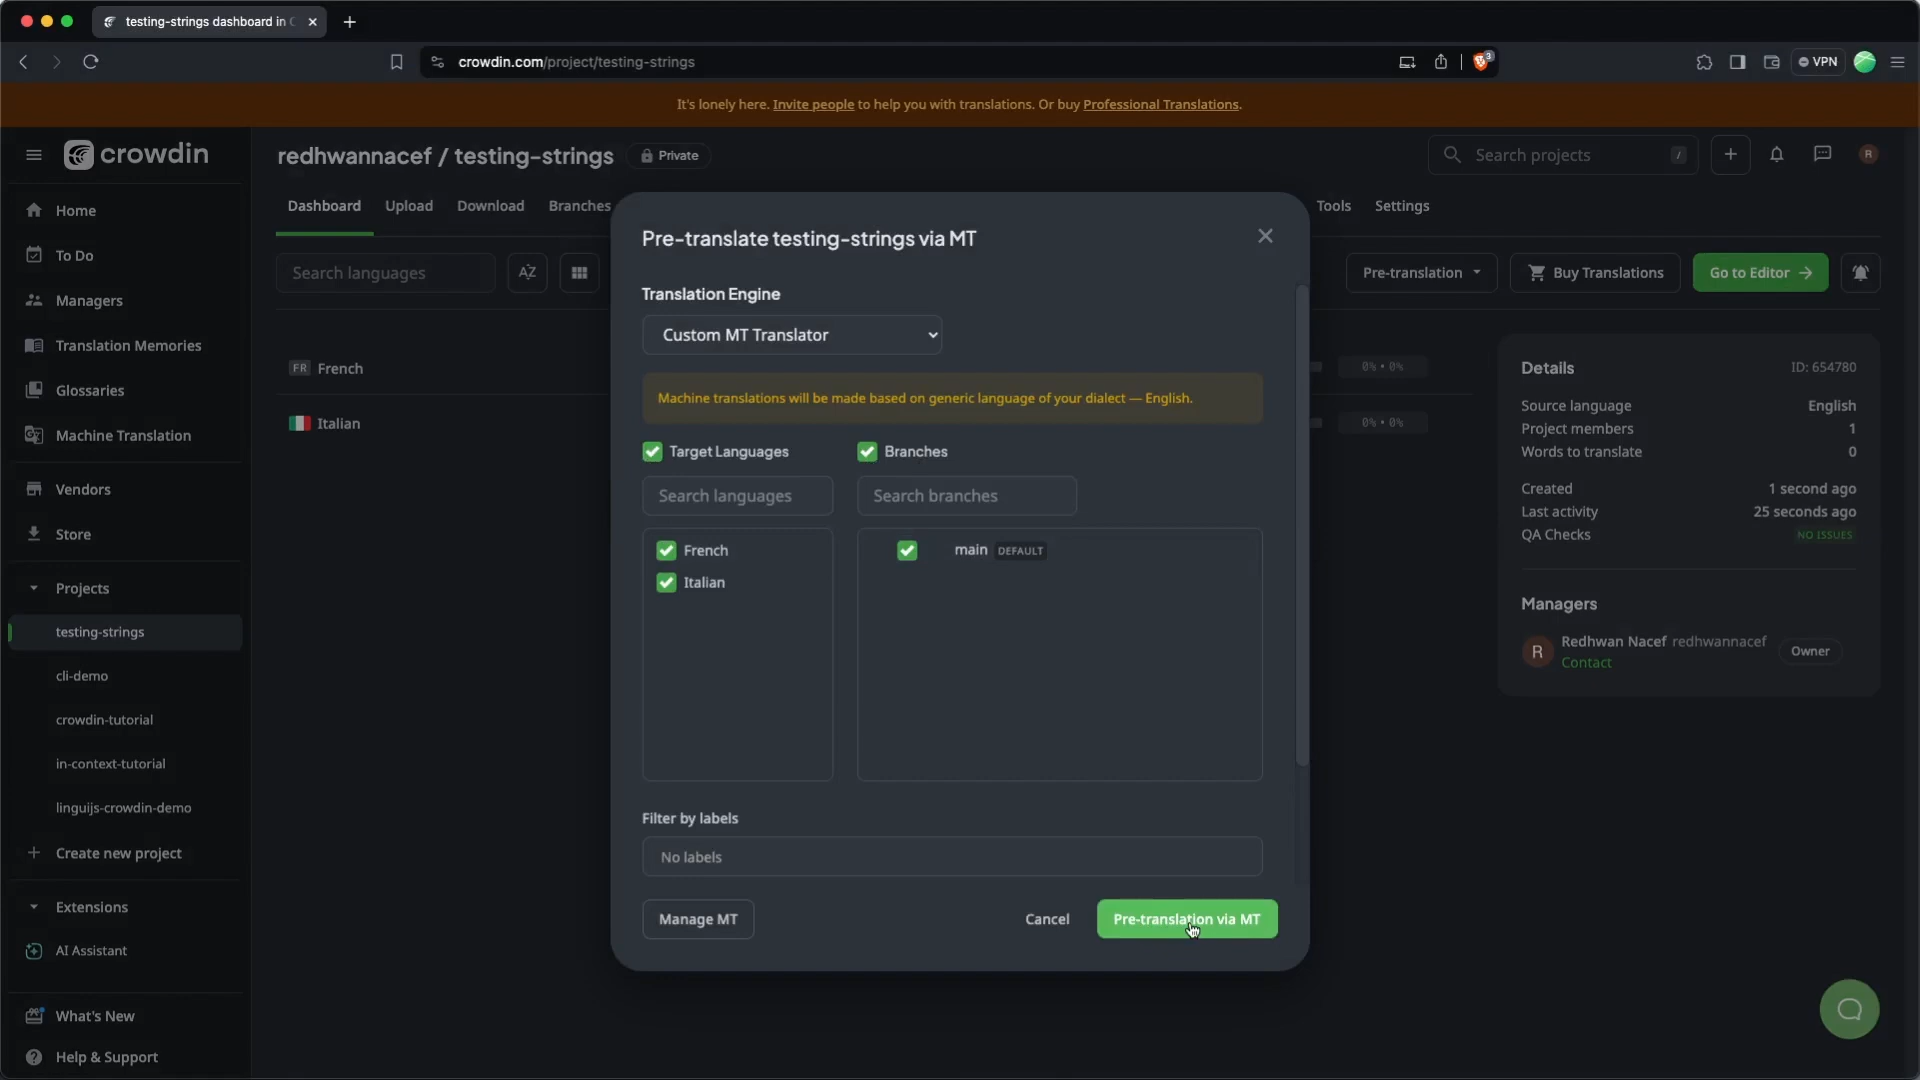 testing-strings dashboard in C
crowdin.com/project/testing-strings
3
VPN
It's lonely here. Invite people to help you with translations. Or buy Professional Translations.
crowdin
redhwannacef / testing-strings
Private
Search projects
/
R
Home
To Do
Managers
Translation Memories
Glossaries
Machine Translation
Vendors
Store
Projects
testing-strings
cli-demo
crowdin-tutorial
in-context-tutorial
linguijs-crowdin-demo
Create new project
Extensions
AI Assistant
What's New
Help & Support
Dashboard
Upload
Download
Branches
Tools
Settings
Search languages
AZ
Pre-translation
Buy Translations
Go to Editor
FR French
0% • 0%
Italian
0% • 0%
Pre-translate testing-strings via MT
Translation Engine
Custom MT Translator
Machine translations will be made based on generic language of your dialect — English.
Target Languages
Branches
Search languages
Search branches
French
Italian
main DEFAULT
Filter by labels
No labels
Manage MT
Cancel
Pre-translation via MT
Details
ID: 654780
Source language English
Project members 1
Words to translate 0
Created 1 second ago
Last activity 25 seconds ago
QA Checks NO ISSUES
Managers
R
Redhwan Nacef redhwannacef
Contact
Owner